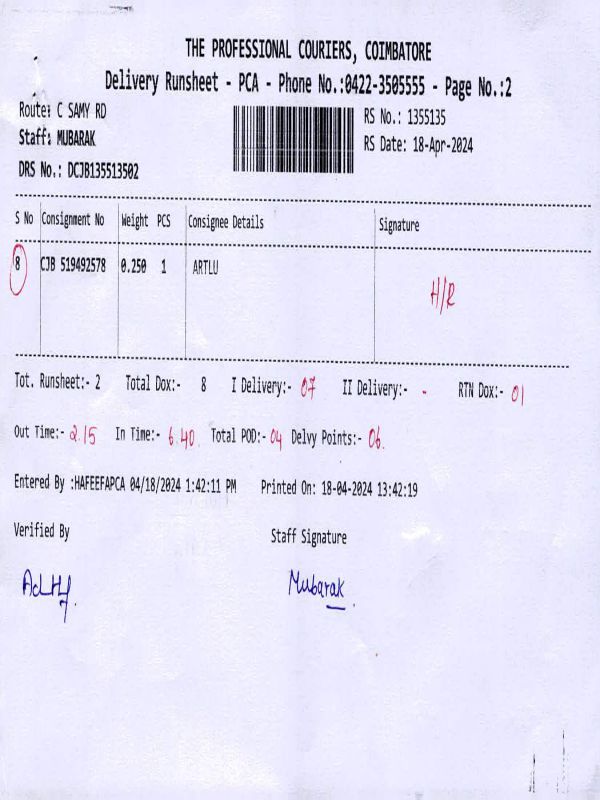 THE PROFESSIONAL COURIERS, COIMBATORE
Delivery Runsheet - PCA - Phone No.:0422-3505555 - Page No.:2
Route: C SAMY RD
RS No.: 1355135
Staff: MUBARAK
RS Date: 18-Apr-2024
DRS No.: DCJB135513502
S No Consignment No Weight PCS Consignee Details Signature
8 CJB 519492578 0.250 1 ARTLU H/R
Tot. Runsheet:- 2 Total Dox:- 8 I Delivery:- 07 II Delivery:- - RTN Dox:- 01
Out Time:- 2.15 In Time:- 6.40 Total POD:- 04 Delvy Points:- 06.
Entered By :HAFEEFAPCA 04/18/2024 1:42:11 PM Printed On: 18-04-2024 13:42:19
Verified By Staff Signature
Mubarak